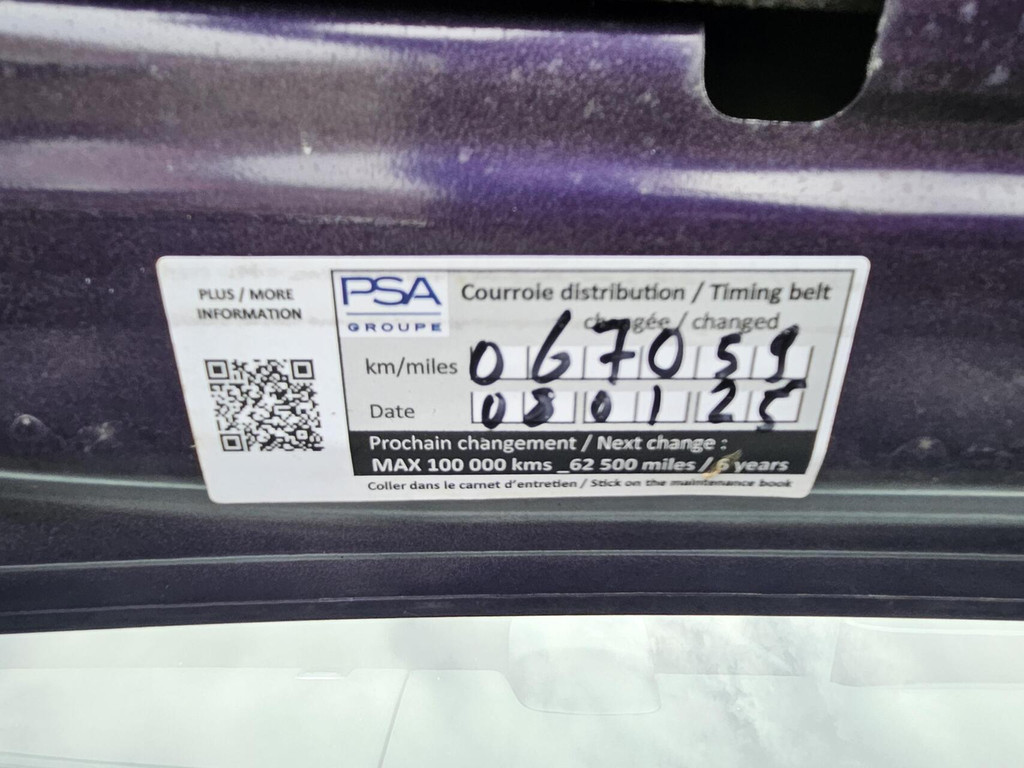 PLUS / MORE
INFORMATION
PSA
GROUPE
Courroie distribution / Timing belt
changée / changed
km/miles 067059
Date 080125
Prochain changement / Next change :
MAX 100 000 kms _62 500 miles / 6 years
Coller dans le carnet d'entretien / Stick on the maintenance book